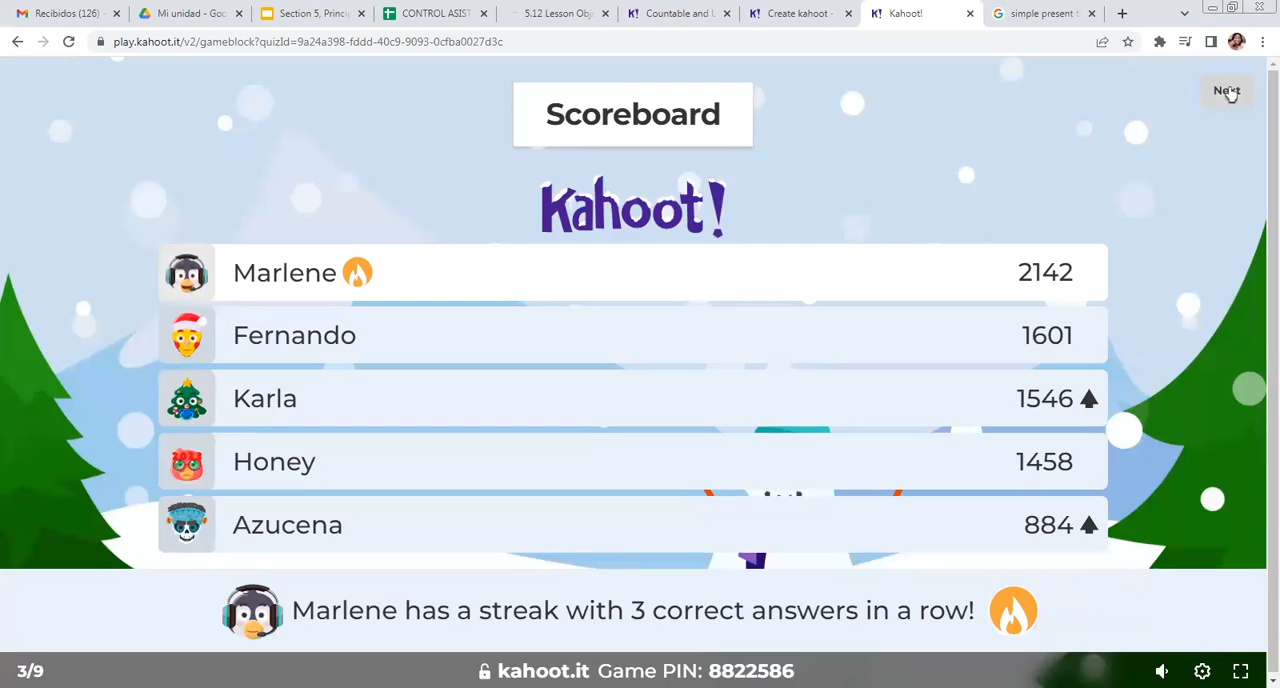 Recibidos (126) -
Mi unidad - Goo
Section 5, Princi
CONTROL ASIST
5.12 Lesson Obj
Countable and U
Create kahoot -
Kahoot!
simple present t
play.kahoot.it/v2/gameblock?quizId=9a24a398-fddd-40c9-9093-0cfba0027d3c
Scoreboard
Next
Kahoot!
Marlene 2142
Fernando 1601
Karla 1546
Honey 1458
Azucena 884
Marlene has a streak with 3 correct answers in a row!
3/9
kahoot.it Game PIN: 8822586